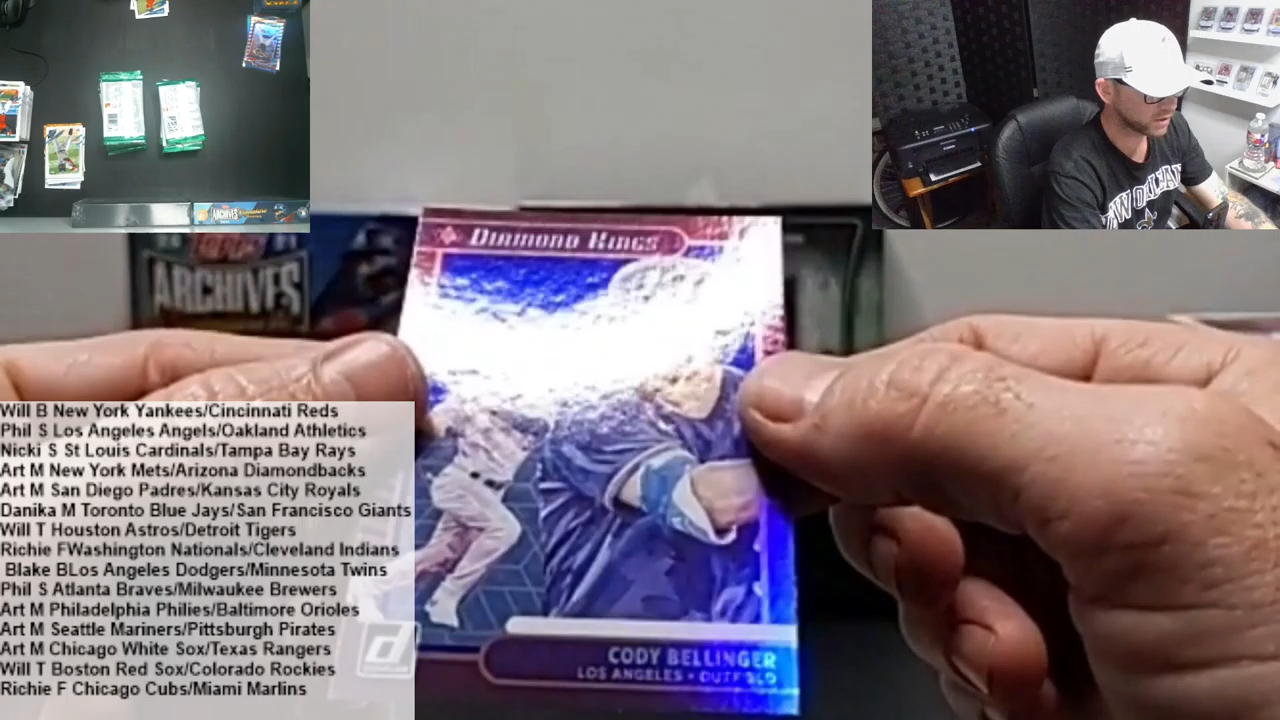 NEW ORLEANS
topps
ARCHIVES
ARCHIVES
DIAMOND KINGS
CODY BELLINGER
LOS ANGELES • OUTFIELD
Will B New York Yankees/Cincinnati Reds
Phil S Los Angeles Angels/Oakland Athletics
Nicki S St Louis Cardinals/Tampa Bay Rays
Art M New York Mets/Arizona Diamondbacks
Art M San Diego Padres/Kansas City Royals
Danika M Toronto Blue Jays/San Francisco Giants
Will T Houston Astros/Detroit Tigers
Richie FWashington Nationals/Cleveland Indians
Blake BLos Angeles Dodgers/Minnesota Twins
Phil S Atlanta Braves/Milwaukee Brewers
Art M Philadelphia Philies/Baltimore Orioles
Art M Seattle Mariners/Pittsburgh Pirates
Art M Chicago White Sox/Texas Rangers
Will T Boston Red Sox/Colorado Rockies
Richie F Chicago Cubs/Miami Marlins